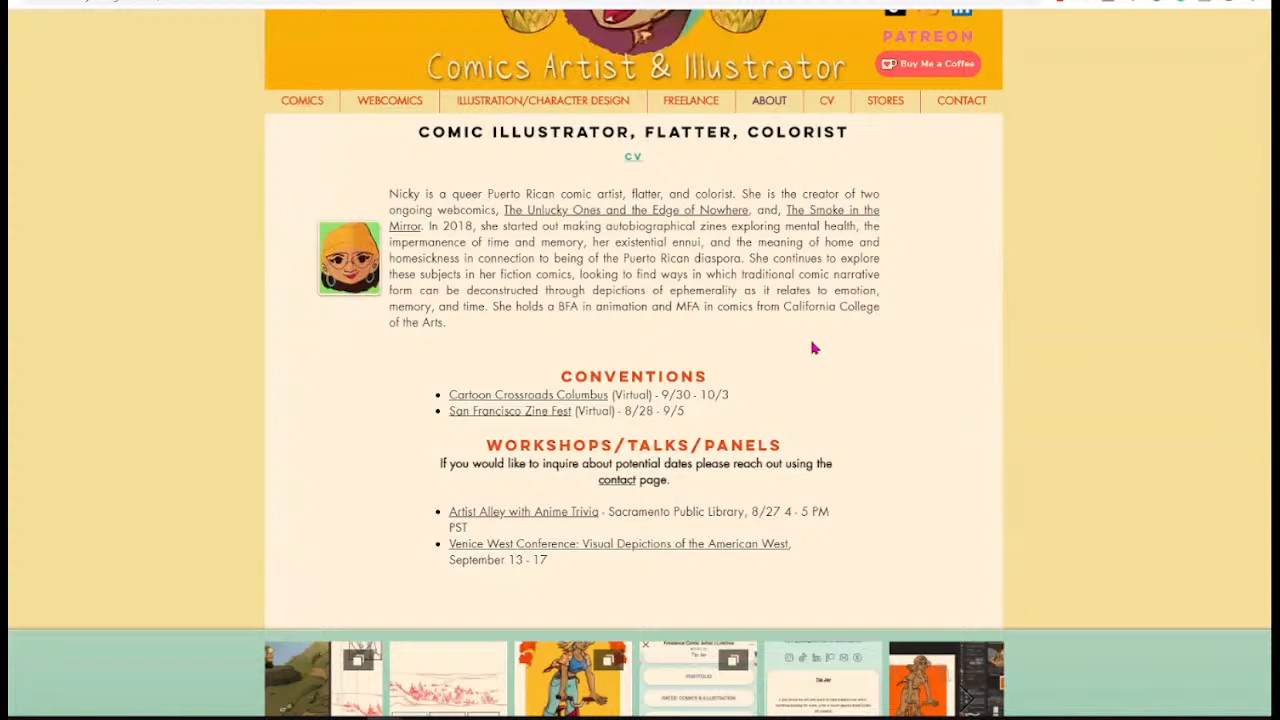 PATREON
Buy Me a Coffee
Comics Artist & Illustrator
COMICS WEBCOMICS ILLUSTRATION/CHARACTER DESIGN FREELANCE ABOUT CV STORES CONTACT
COMIC ILLUSTRATOR, FLATTER, COLORIST
CV
Nicky is a queer Puerto Rican comic artist, flatter, and colorist. She is the creator of two
ongoing webcomics, The Unlucky Ones and the Edge of Nowhere, and, The Smoke in the
Mirror. In 2018, she started out making autobiographical zines exploring mental health, the
impermanence of time and memory, her existential ennui, and the meaning of home and
homesickness in connection to being of the Puerto Rican diaspora. She continues to explore
these subjects in her fiction comics, looking to find ways in which traditional comic narrative
form can be deconstructed through depictions of ephemerality as it relates to emotion,
memory, and time. She holds a BFA in animation and MFA in comics from California College
of the Arts.
CONVENTIONS
Cartoon Crossroads Columbus (Virtual) - 9/30 - 10/3
San Francisco Zine Fest (Virtual) - 8/28 - 9/5
WORKSHOPS/TALKS/PANELS
If you would like to inquire about potential dates please reach out using the
contact page.
Artist Alley with Anime Trivia - Sacramento Public Library, 8/27 4 - 5 PM
PST
Venice West Conference: Visual Depictions of the American West,
September 13 - 17
PORTFOLIO